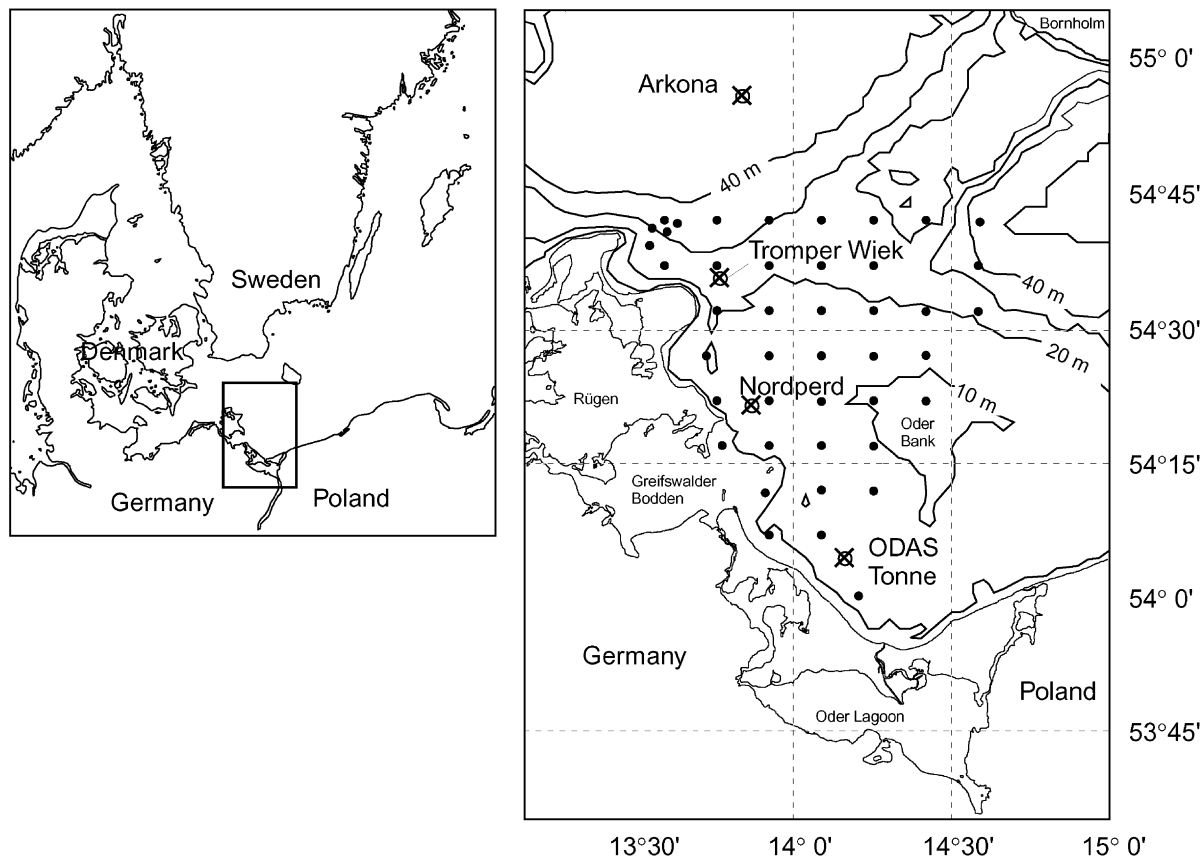 Sweden
Denmark
Germany
Poland
Bornholm
Arkona
40 m
Tromper Wiek
40 m
20 m
Nordperd
10 m
Rügen
Oder
Bank
Greifswalder
Bodden
ODAS
Tonne
Germany
Poland
Oder Lagoon
55° 0'
54°45'
54°30'
54°15'
54° 0'
53°45'
13°30'
14° 0'
14°30'
15° 0'